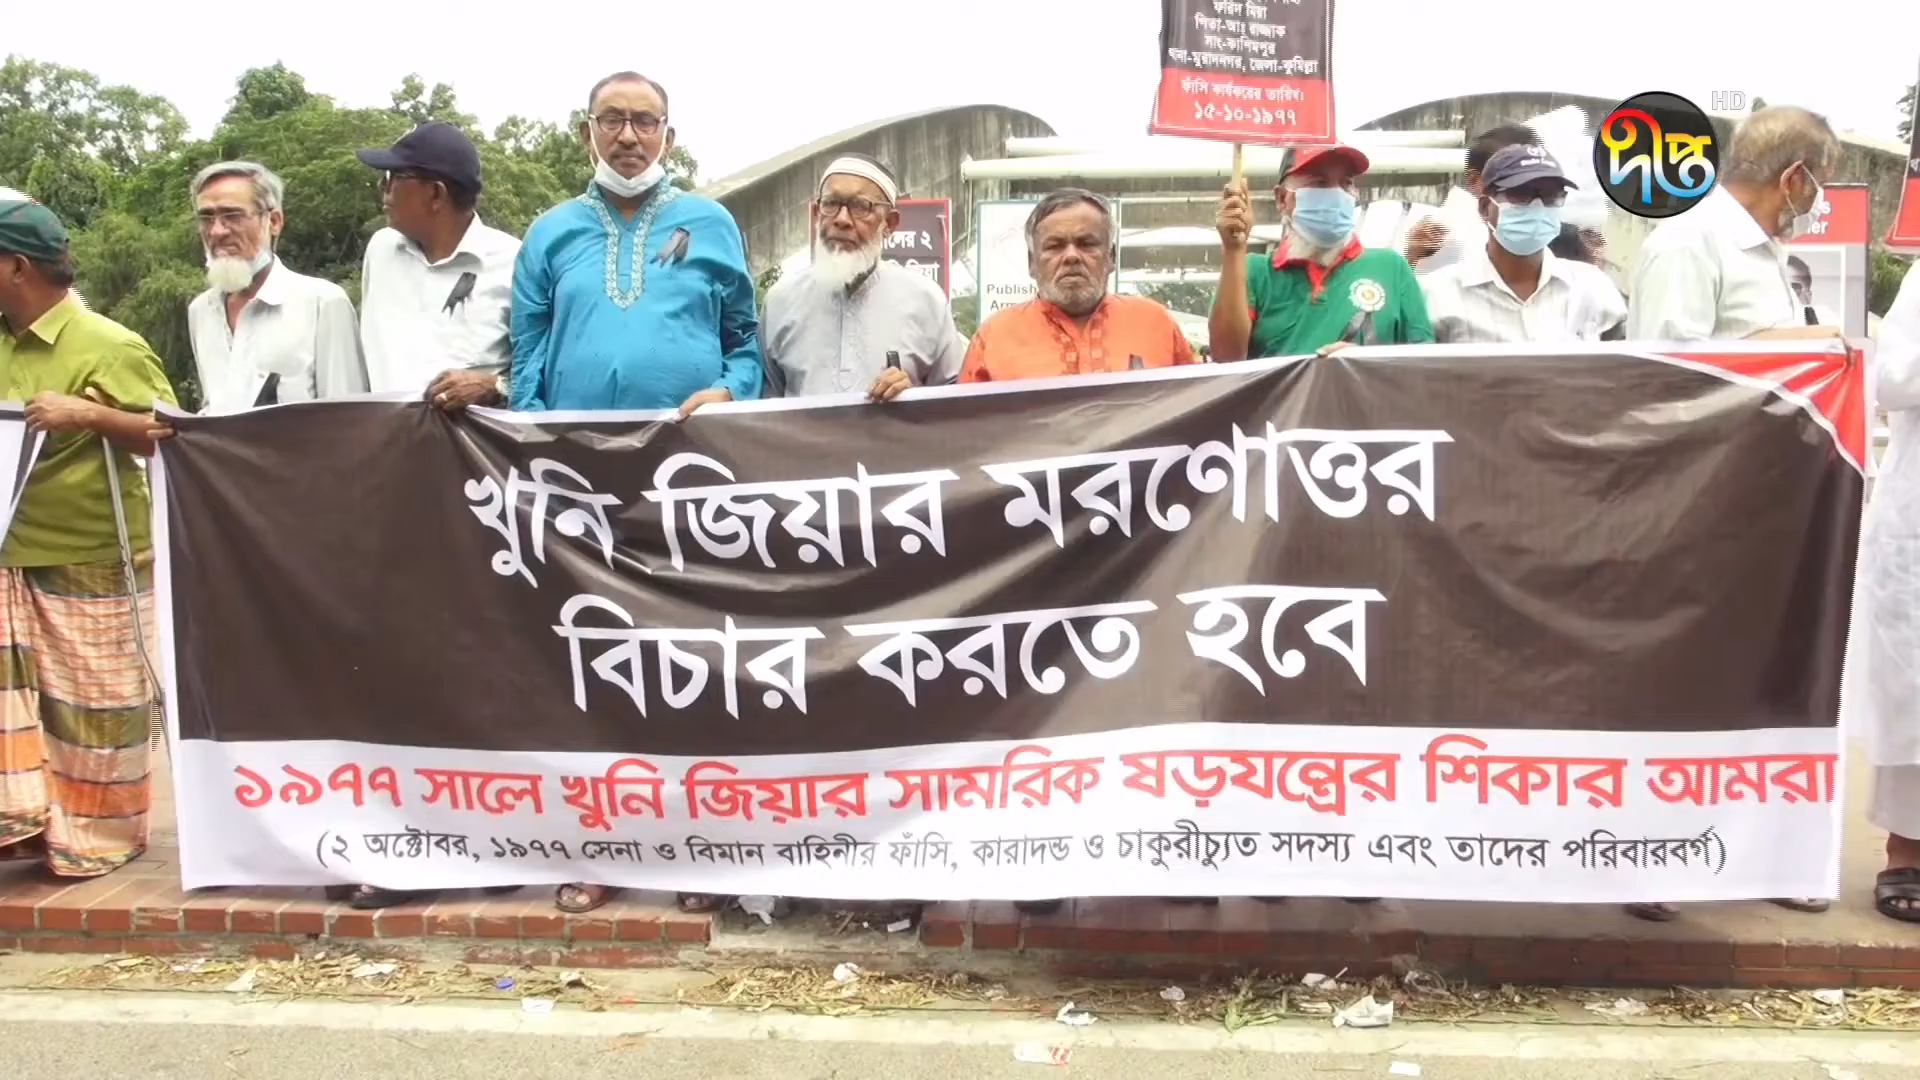 ফরিদ মিয়া
পিতা-আঃ রাজ্জাক
সাং-কাশিমপুর
থানা-মুরাদনগর, জেলা-কুমিল্লা
ফাঁসি কার্যকরের তারিখঃ
১৫-১০-১৯৭৭
দীপ্ত
HD
Publish
খুনি জিয়ার মরণোত্তর
বিচার করতে হবে
১৯৭৭ সালে খুনি জিয়ার সামরিক ষড়যন্ত্রের শিকার আমরা
(২ অক্টোবর, ১৯৭৭ সেনা ও বিমান বাহিনীর ফাঁসি, কারাদন্ড ও চাকুরীচ্যুত সদস্য এবং তাদের পরিবারবর্গ)